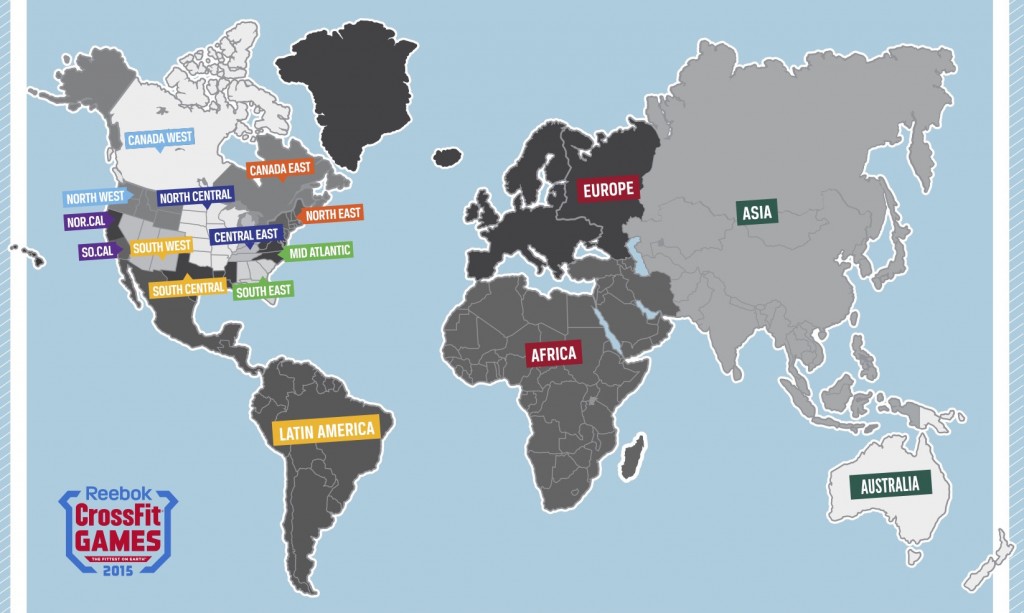 CANADA WEST
CANADA EAST
NORTH WEST
NORTH CENTRAL
NORTH EAST
NOR.CAL
CENTRAL EAST
SO.CAL
SOUTH WEST
MID ATLANTIC
SOUTH CENTRAL
SOUTH EAST
EUROPE
ASIA
AFRICA
LATIN AMERICA
AUSTRALIA
Reebok
CrossFit
GAMES
THE FITTEST ON EARTH
2015